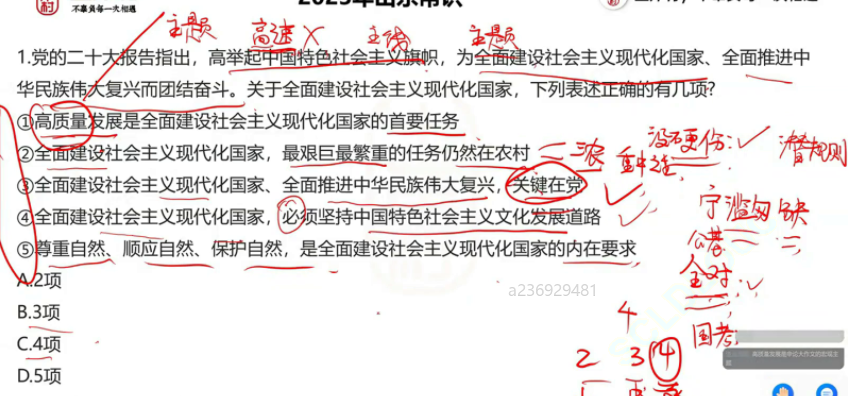 不靠资每一次相遇
主题 高速 主线 主题
1.党的二十大报告指出，高举起中国特色社会主义旗帜，为全面建设社会主义现代化国家、全面推进中
华民族伟大复兴而团结奋斗。关于全面建设社会主义现代化国家，下列表述正确的有几项?
①高质量发展是全面建设社会主义现代化国家的首要任务
②全面建设社会主义现代化国家，最艰巨最繁重的任务仍然在农村
三农
没石更伤
潜规则
③全面建设社会主义现代化国家、全面推进中华民族伟大复兴，关键在党
宁滥勿缺
④全面建设社会主义现代化国家，必须坚持中国特色社会主义文化发展道路
公基
⑤尊重自然、顺应自然、保护自然，是全面建设社会主义现代化国家的内在要求
全对
A.2项
a236929481
B.3项
4
国考
C.4项
2 3 4
D.5项